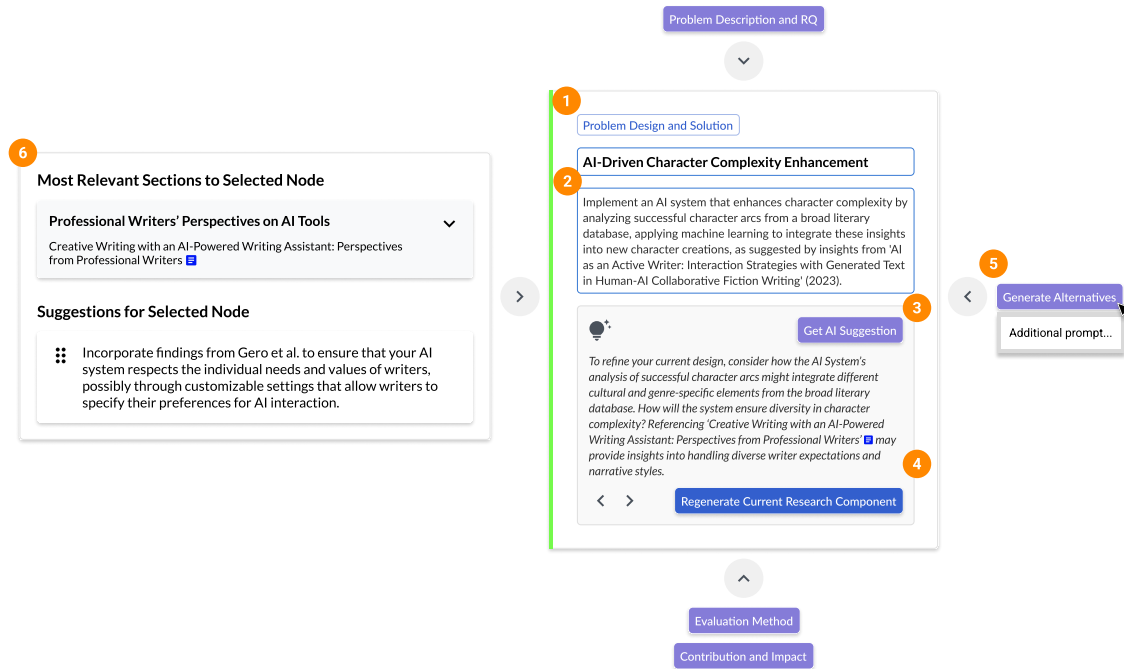 Problem Description and RQ
1
Problem Design and Solution
AI-Driven Character Complexity Enhancement
2
Implement an AI system that enhances character complexity by
analyzing successful character arcs from a broad literary
database, applying machine learning to integrate these insights
into new character creations, as suggested by insights from 'AI
as an Active Writer: Interaction Strategies with Generated Text
in Human-AI Collaborative Fiction Writing' (2023).
3
Get AI Suggestion
To refine your current design, consider how the AI System's
analysis of successful character arcs might integrate different
cultural and genre-specific elements from the broad literary
database. How will the system ensure diversity in character
complexity? Referencing 'Creative Writing with an AI-Powered
Writing Assistant: Perspectives from Professional Writers' may
provide insights into handling diverse writer expectations and
narrative styles.
4
Regenerate Current Research Component
5
Generate Alternatives
Additional prompt...
6
Most Relevant Sections to Selected Node
Professional Writers' Perspectives on AI Tools
Creative Writing with an AI-Powered Writing Assistant: Perspectives
from Professional Writers
Suggestions for Selected Node
Incorporate findings from Gero et al. to ensure that your AI
system respects the individual needs and values of writers,
possibly through customizable settings that allow writers to
specify their preferences for AI interaction.
Evaluation Method
Contribution and Impact